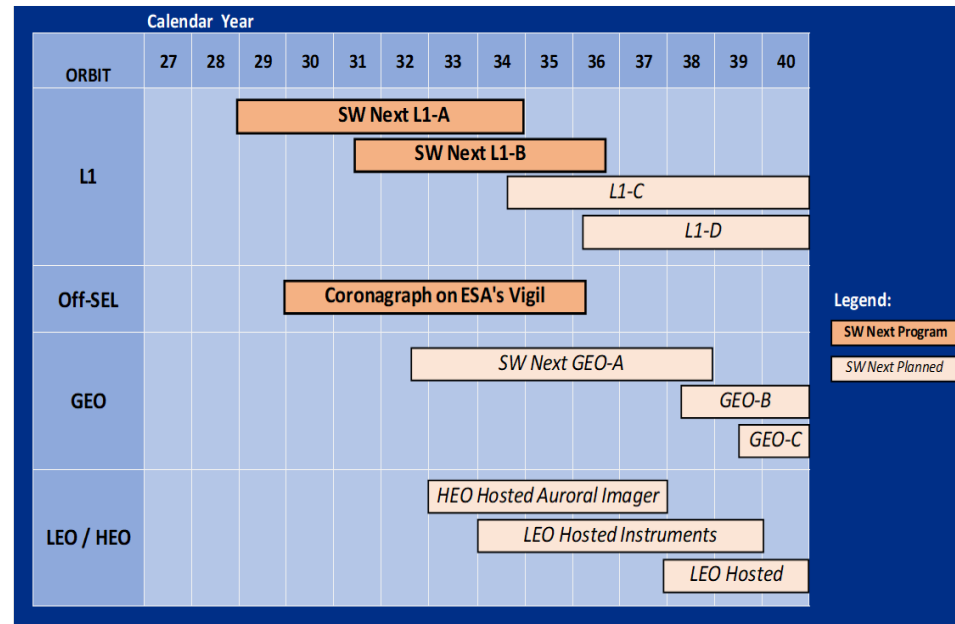 Calendar Year
ORBIT 27 28 29 30 31 32 33 34 35 36 37 38 39 40
L1
SW Next L1-A
SW Next L1-B
L1-C
L1-D
Off-SEL
Coronagraph on ESA's Vigil
GEO
SW Next GEO-A
GEO-B
GEO-C
LEO / HEO
HEO Hosted Auroral Imager
LEO Hosted Instruments
LEO Hosted
Legend:
SW Next Program
SW Next Planned